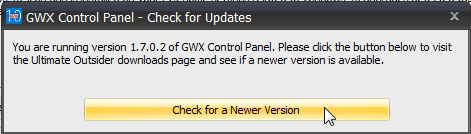 GWX Control Panel - Check for Updates
You are running version 1.7.0.2 of GWX Control Panel. Please click the button below to visit
the Ultimate Outsider downloads page and see if a newer version is available.
Check for a Newer Version